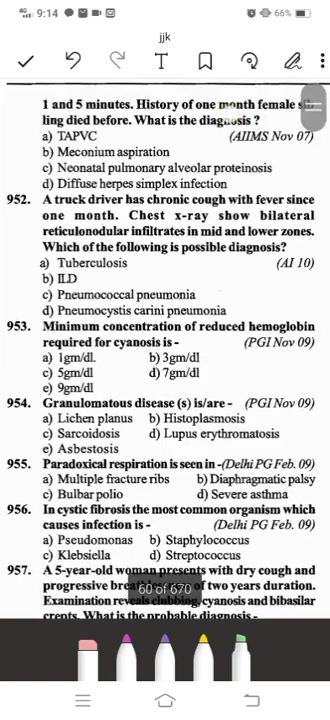 4G 9:14 66%
jjk
T
1 and 5 minutes. History of one month female
ling died before. What is the diagnosis ?
a) TAPVC (AIIMS Nov 07)
b) Meconium aspiration
c) Neonatal pulmonary alveolar proteinosis
d) Diffuse herpes simplex infection
952. A truck driver has chronic cough with fever since
one month. Chest x-ray show bilateral
reticulonodular infiltrates in mid and lower zones.
Which of the following is possible diagnosis?
a) Tuberculosis (AI 10)
b) ILD
c) Pneumococcal pneumonia
d) Pneumocystis carini pneumonia
953. Minimum concentration of reduced hemoglobin
required for cyanosis is - (PGI Nov 09)
a) 1gm/dl. b) 3gm/dl
c) 5gm/dl d) 7gm/dl
e) 9gm/dl
954. Granulomatous disease (s) is/are - (PGI Nov 09)
a) Lichen planus b) Histoplasmosis
c) Sarcoidosis d) Lupus erythromatosis
e) Asbestosis
955. Paradoxical respiration is seen in -(Delhi PG Feb. 09)
a) Multiple fracture ribs b) Diaphragmatic palsy
c) Bulbar polio d) Severe asthma
956. In cystic fibrosis the most common organism which
causes infection is - (Delhi PG Feb. 09)
a) Pseudomonas b) Staphylococcus
c) Klebsiella d) Streptococcus
957. A 5-year-old woman presents with dry cough and
progressive of two years duration.
60 of 670
Examination reveals clubbing, cyanosis and bibasilar
crepts. What is the probable diagnosis -